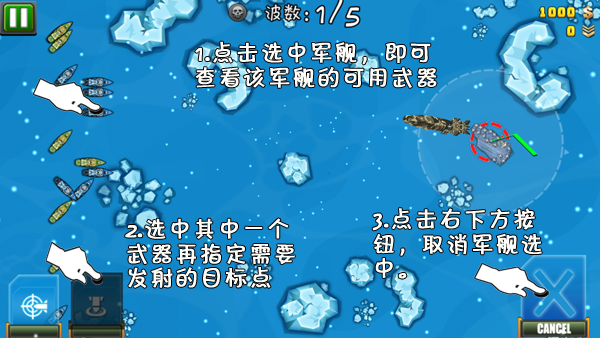 波数:1/5
1000
0
1.点击选中军舰，即可
查看该军舰的可用武器
2.选中其中一个
武器再指定需要
发射的目标点
3.点击右下方按
钮，取消军舰选
中。
CANCEL